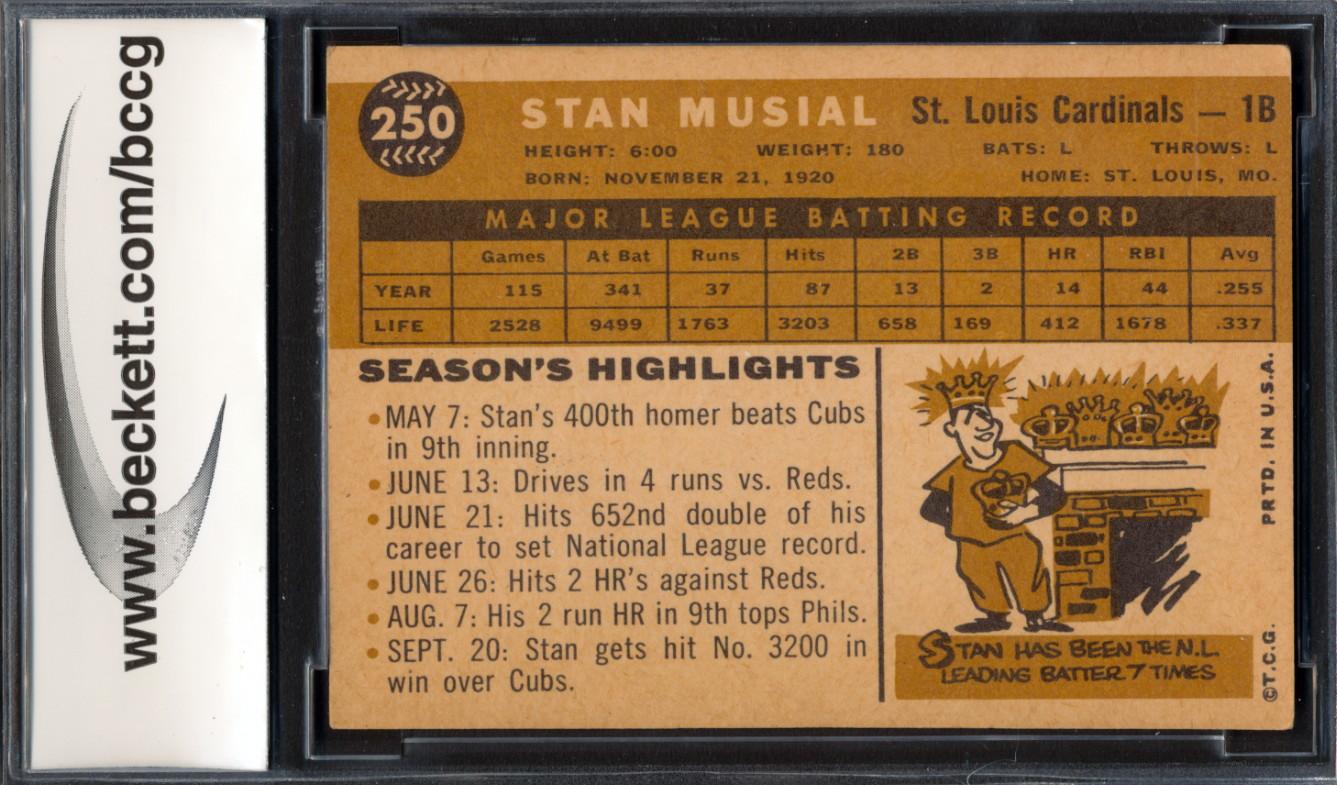 www.beckett.com/bccg
250
STAN MUSIAL St. Louis Cardinals — 1B
HEIGHT: 6:00 WEIGHT: 180 BATS: L THROWS: L
BORN: NOVEMBER 21, 1920 HOME: ST. LOUIS, MO.
MAJOR LEAGUE BATTING RECORD
Games At Bat Runs Hits 2B 3B HR RBI Avg
YEAR 115 341 37 87 13 2 14 44 .255
LIFE 2528 9499 1763 3203 658 169 412 1678 .337
SEASON'S HIGHLIGHTS
• MAY 7: Stan's 400th homer beats Cubs
in 9th inning.
• JUNE 13: Drives in 4 runs vs. Reds.
• JUNE 21: Hits 652nd double of his
career to set National League record.
• JUNE 26: Hits 2 HR's against Reds.
• AUG. 7: His 2 run HR in 9th tops Phils.
• SEPT. 20: Stan gets hit No. 3200 in
win over Cubs.
STAN HAS BEEN THE N.L.
LEADING BATTER 7 TIMES
©T.C.G. PRTD. IN U.S.A.